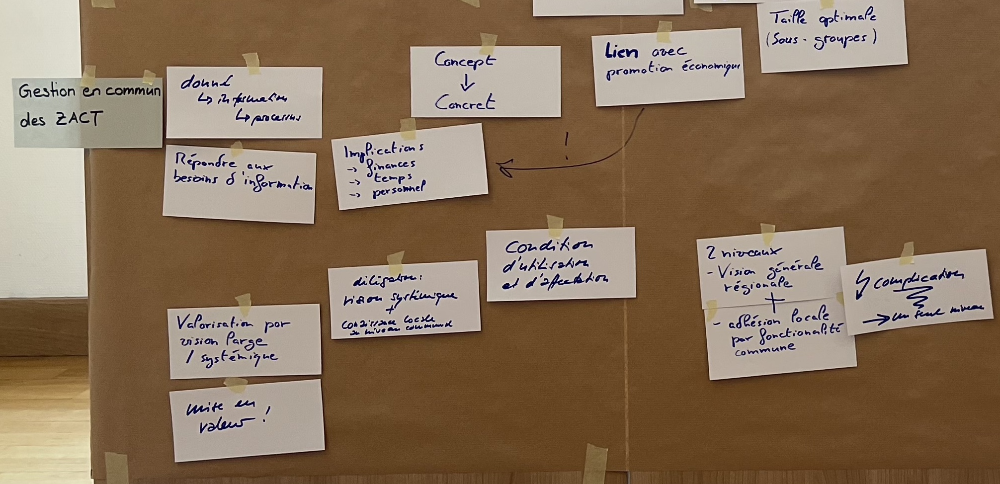 Gestion en commun
des ZACT
donné
↳ information
↳ processus
Répondre aux
besoins d'information
Concept
↓
Concret
Lien avec
promotion économique
Taille optimale
(Sous-groupes)
Implications
→ finances
→ temps
→ personnel
!
Condition
d'utilisation
et d'affectation
vision systémique
+
locale
au niveau communal
Valorisation par
vision large
/ systémique
mise en
valeur !
2 niveaux
- Vision générale
régionale
+
- adhésion locale
par fonctionalité
commune
complication
→ un seul niveau